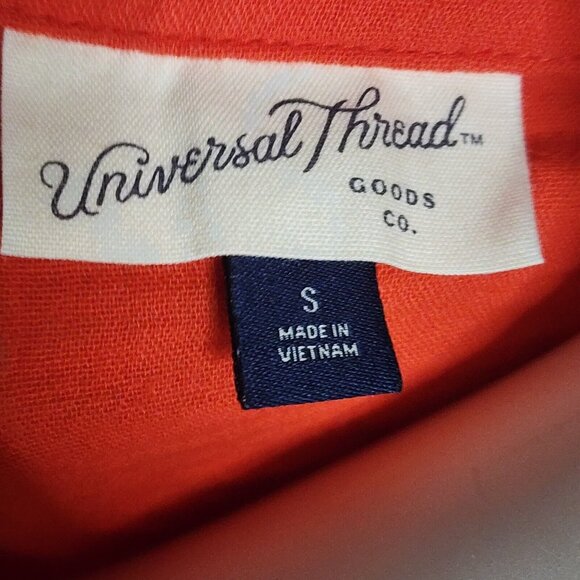 Universal Thread™
GOODS
CO.
S
MADE IN
VIETNAM